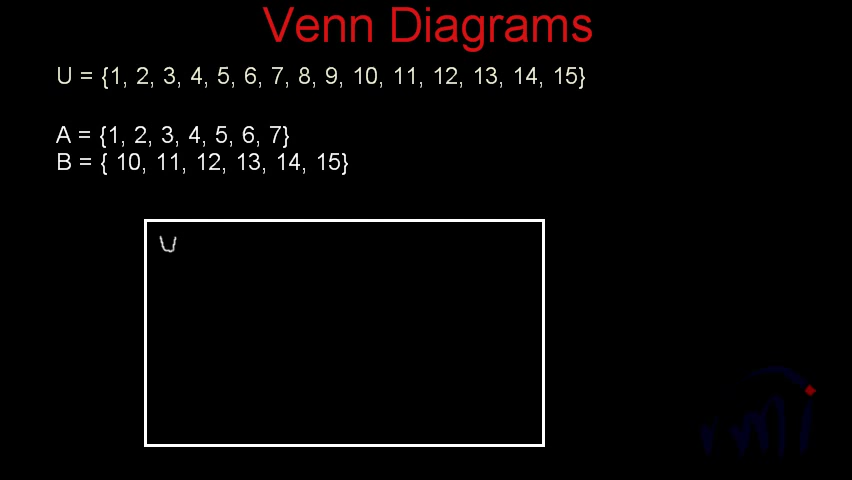 Venn Diagrams
U = {1, 2, 3, 4, 5, 6, 7, 8, 9, 10, 11, 12, 13, 14, 15}
A = {1, 2, 3, 4, 5, 6, 7}
B = { 10, 11, 12, 13, 14, 15}
U